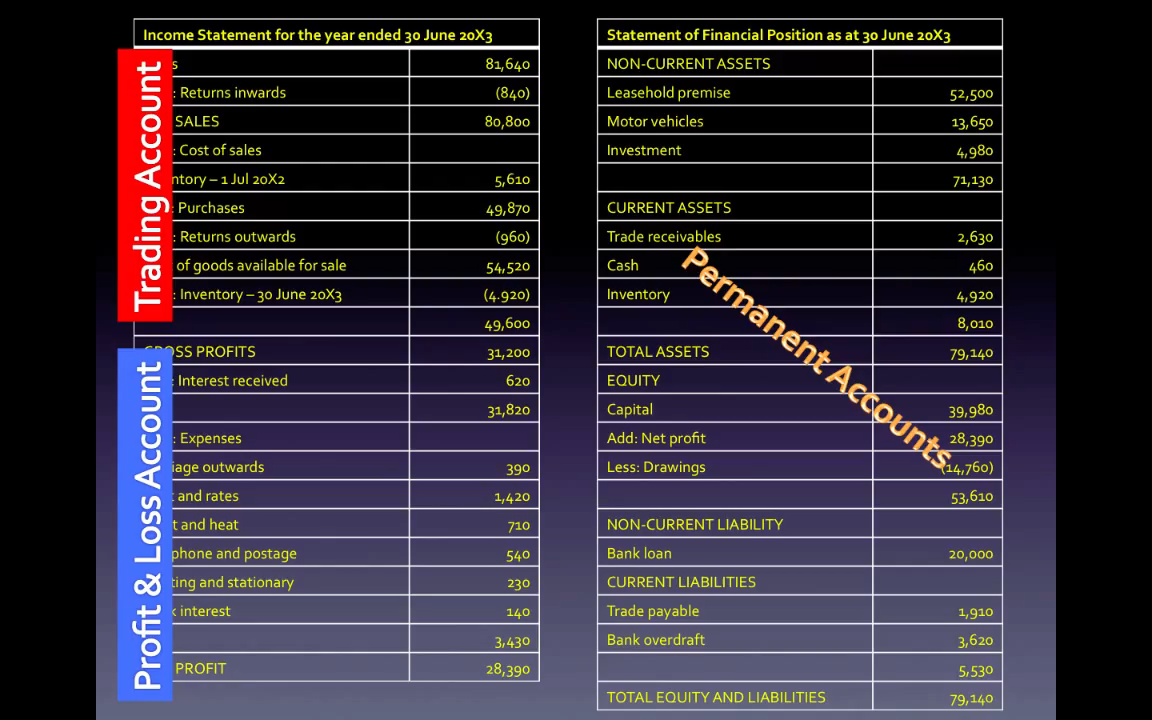 Income Statement for the year ended 30 June 20X3
81,640
: Returns inwards (840)
SALES 80,800
: Cost of sales
ntory – 1 Jul 20X2 5,610
: Purchases 49,870
: Returns outwards (960)
of goods available for sale 54,520
: Inventory – 30 June 20X3 (4.920)
49,600
GROSS PROFITS 31,200
: Interest received 620
31,820
: Expenses
iage outwards 390
and rates 1,420
t and heat 710
phone and postage 540
ting and stationary 230
interest 140
3,430
PROFIT 28,390
Trading Account
Profit & Loss Account
Statement of Financial Position as at 30 June 20X3
NON-CURRENT ASSETS
Leasehold premise 52,500
Motor vehicles 13,650
Investment 4,980
71,130
CURRENT ASSETS
Trade receivables 2,630
Cash 460
Inventory 4,920
8,010
TOTAL ASSETS 79,140
EQUITY
Capital 39,980
Add: Net profit 28,390
Less: Drawings (14,760)
53,610
NON-CURRENT LIABILITY
Bank loan 20,000
CURRENT LIABILITIES
Trade payable 1,910
Bank overdraft 3,620
5,530
TOTAL EQUITY AND LIABILITIES 79,140
Permanent Accounts